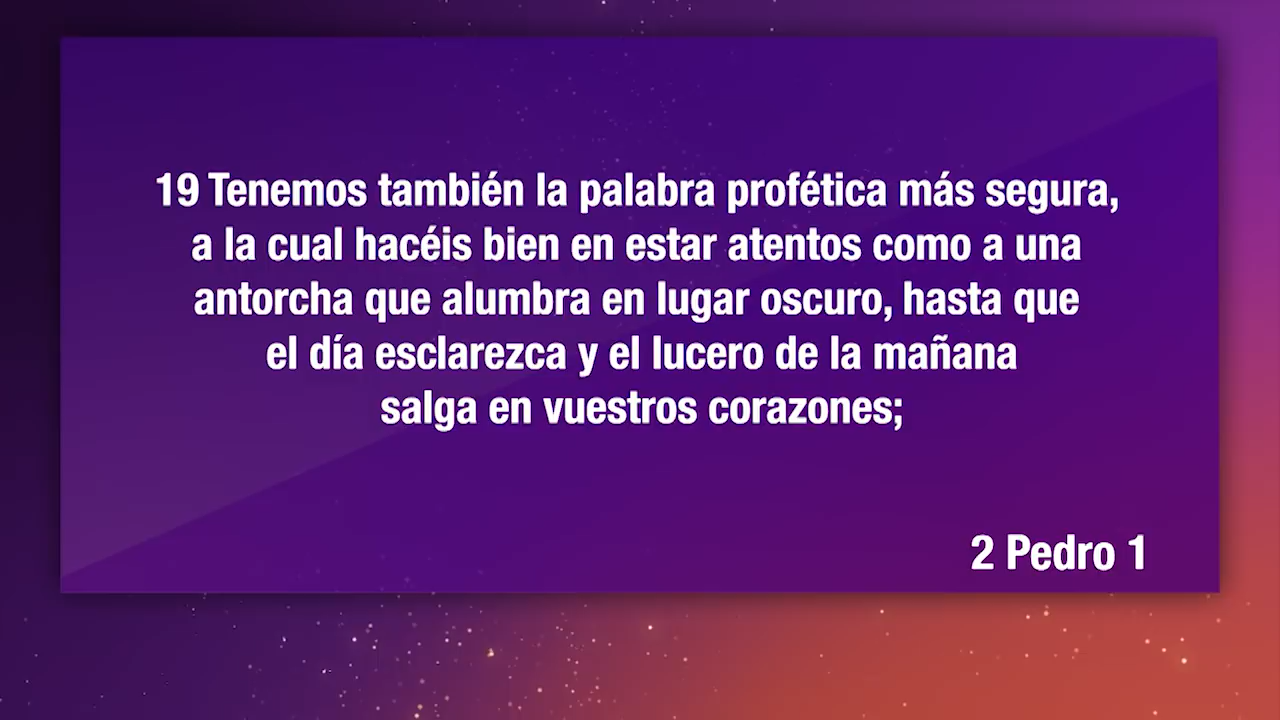 19 Tenemos también la palabra profética más segura,
a la cual hacéis bien en estar atentos como a una
antorcha que alumbra en lugar oscuro, hasta que
el día esclarezca y el lucero de la mañana
salga en vuestros corazones;
2 Pedro 1